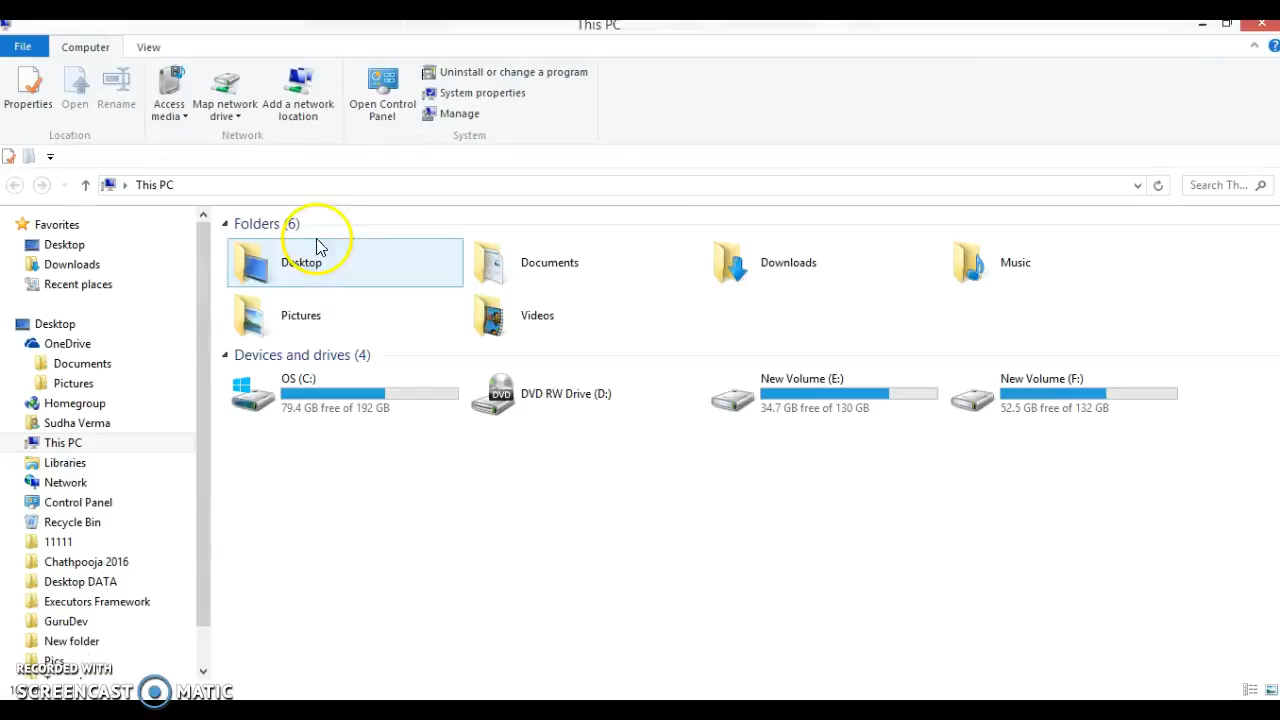 This PC
File Computer View
Properties Open Rename Access media Map network drive Add a network location Open Control Panel Uninstall or change a program
System properties
Manage
Location Network System
This PC Search Th...
Favorites
Desktop
Downloads
Recent places
Desktop
OneDrive
Documents
Pictures
Homegroup
Sudha Verma
This PC
Libraries
Network
Control Panel
Recycle Bin
11111
Chathpooja 2016
Desktop DATA
Executors Framework
GuruDev
New folder
Pics
Folders (6)
Desktop Documents Downloads Music
Pictures Videos
Devices and drives (4)
OS (C:)
79.4 GB free of 192 GB
DVD RW Drive (D:)
New Volume (E:)
34.7 GB free of 130 GB
New Volume (F:)
52.5 GB free of 132 GB
RECORDED WITH
SCREENCAST MATIC